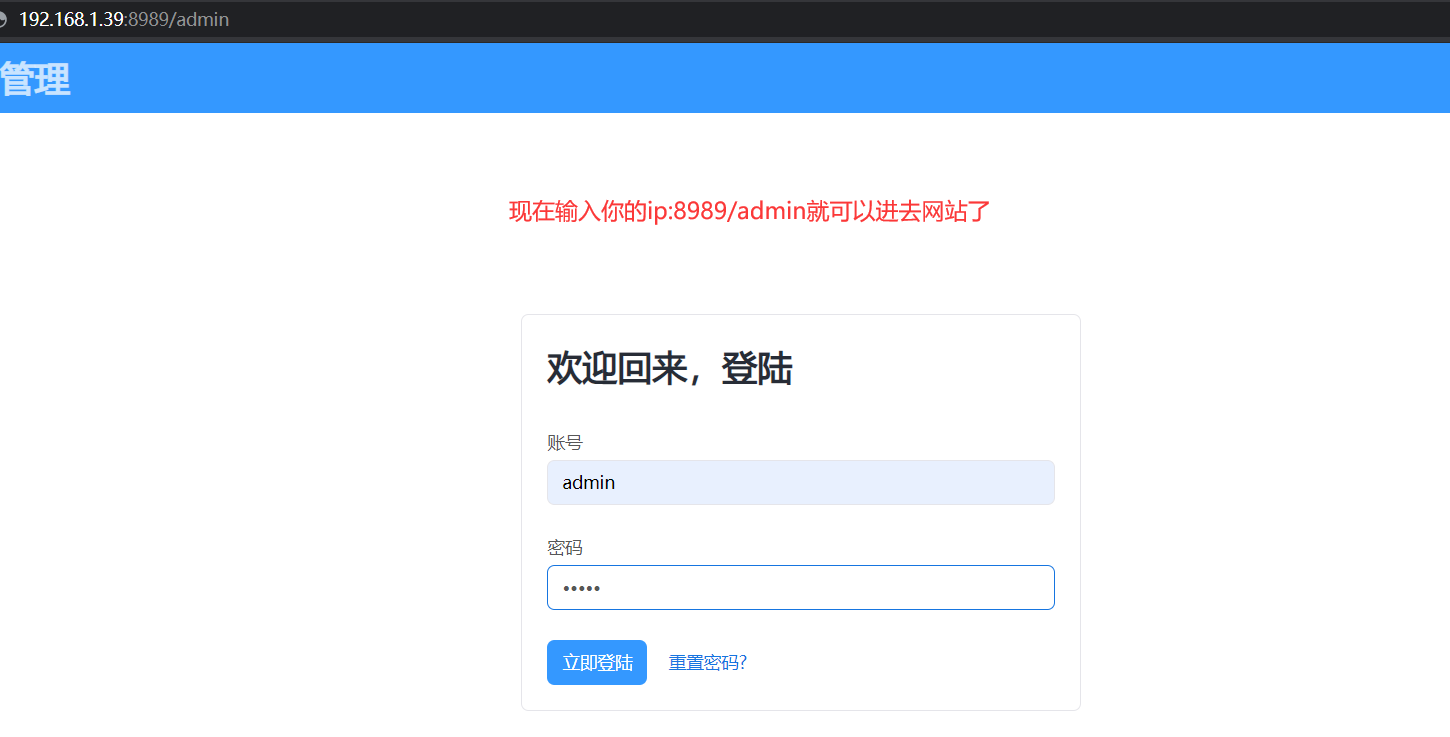 192.168.1.39:8989/admin
管理
现在输入你的ip:8989/admin就可以进去网站了
欢迎回来，登陆
账号
admin
密码
•••••
立即登陆 重置密码?